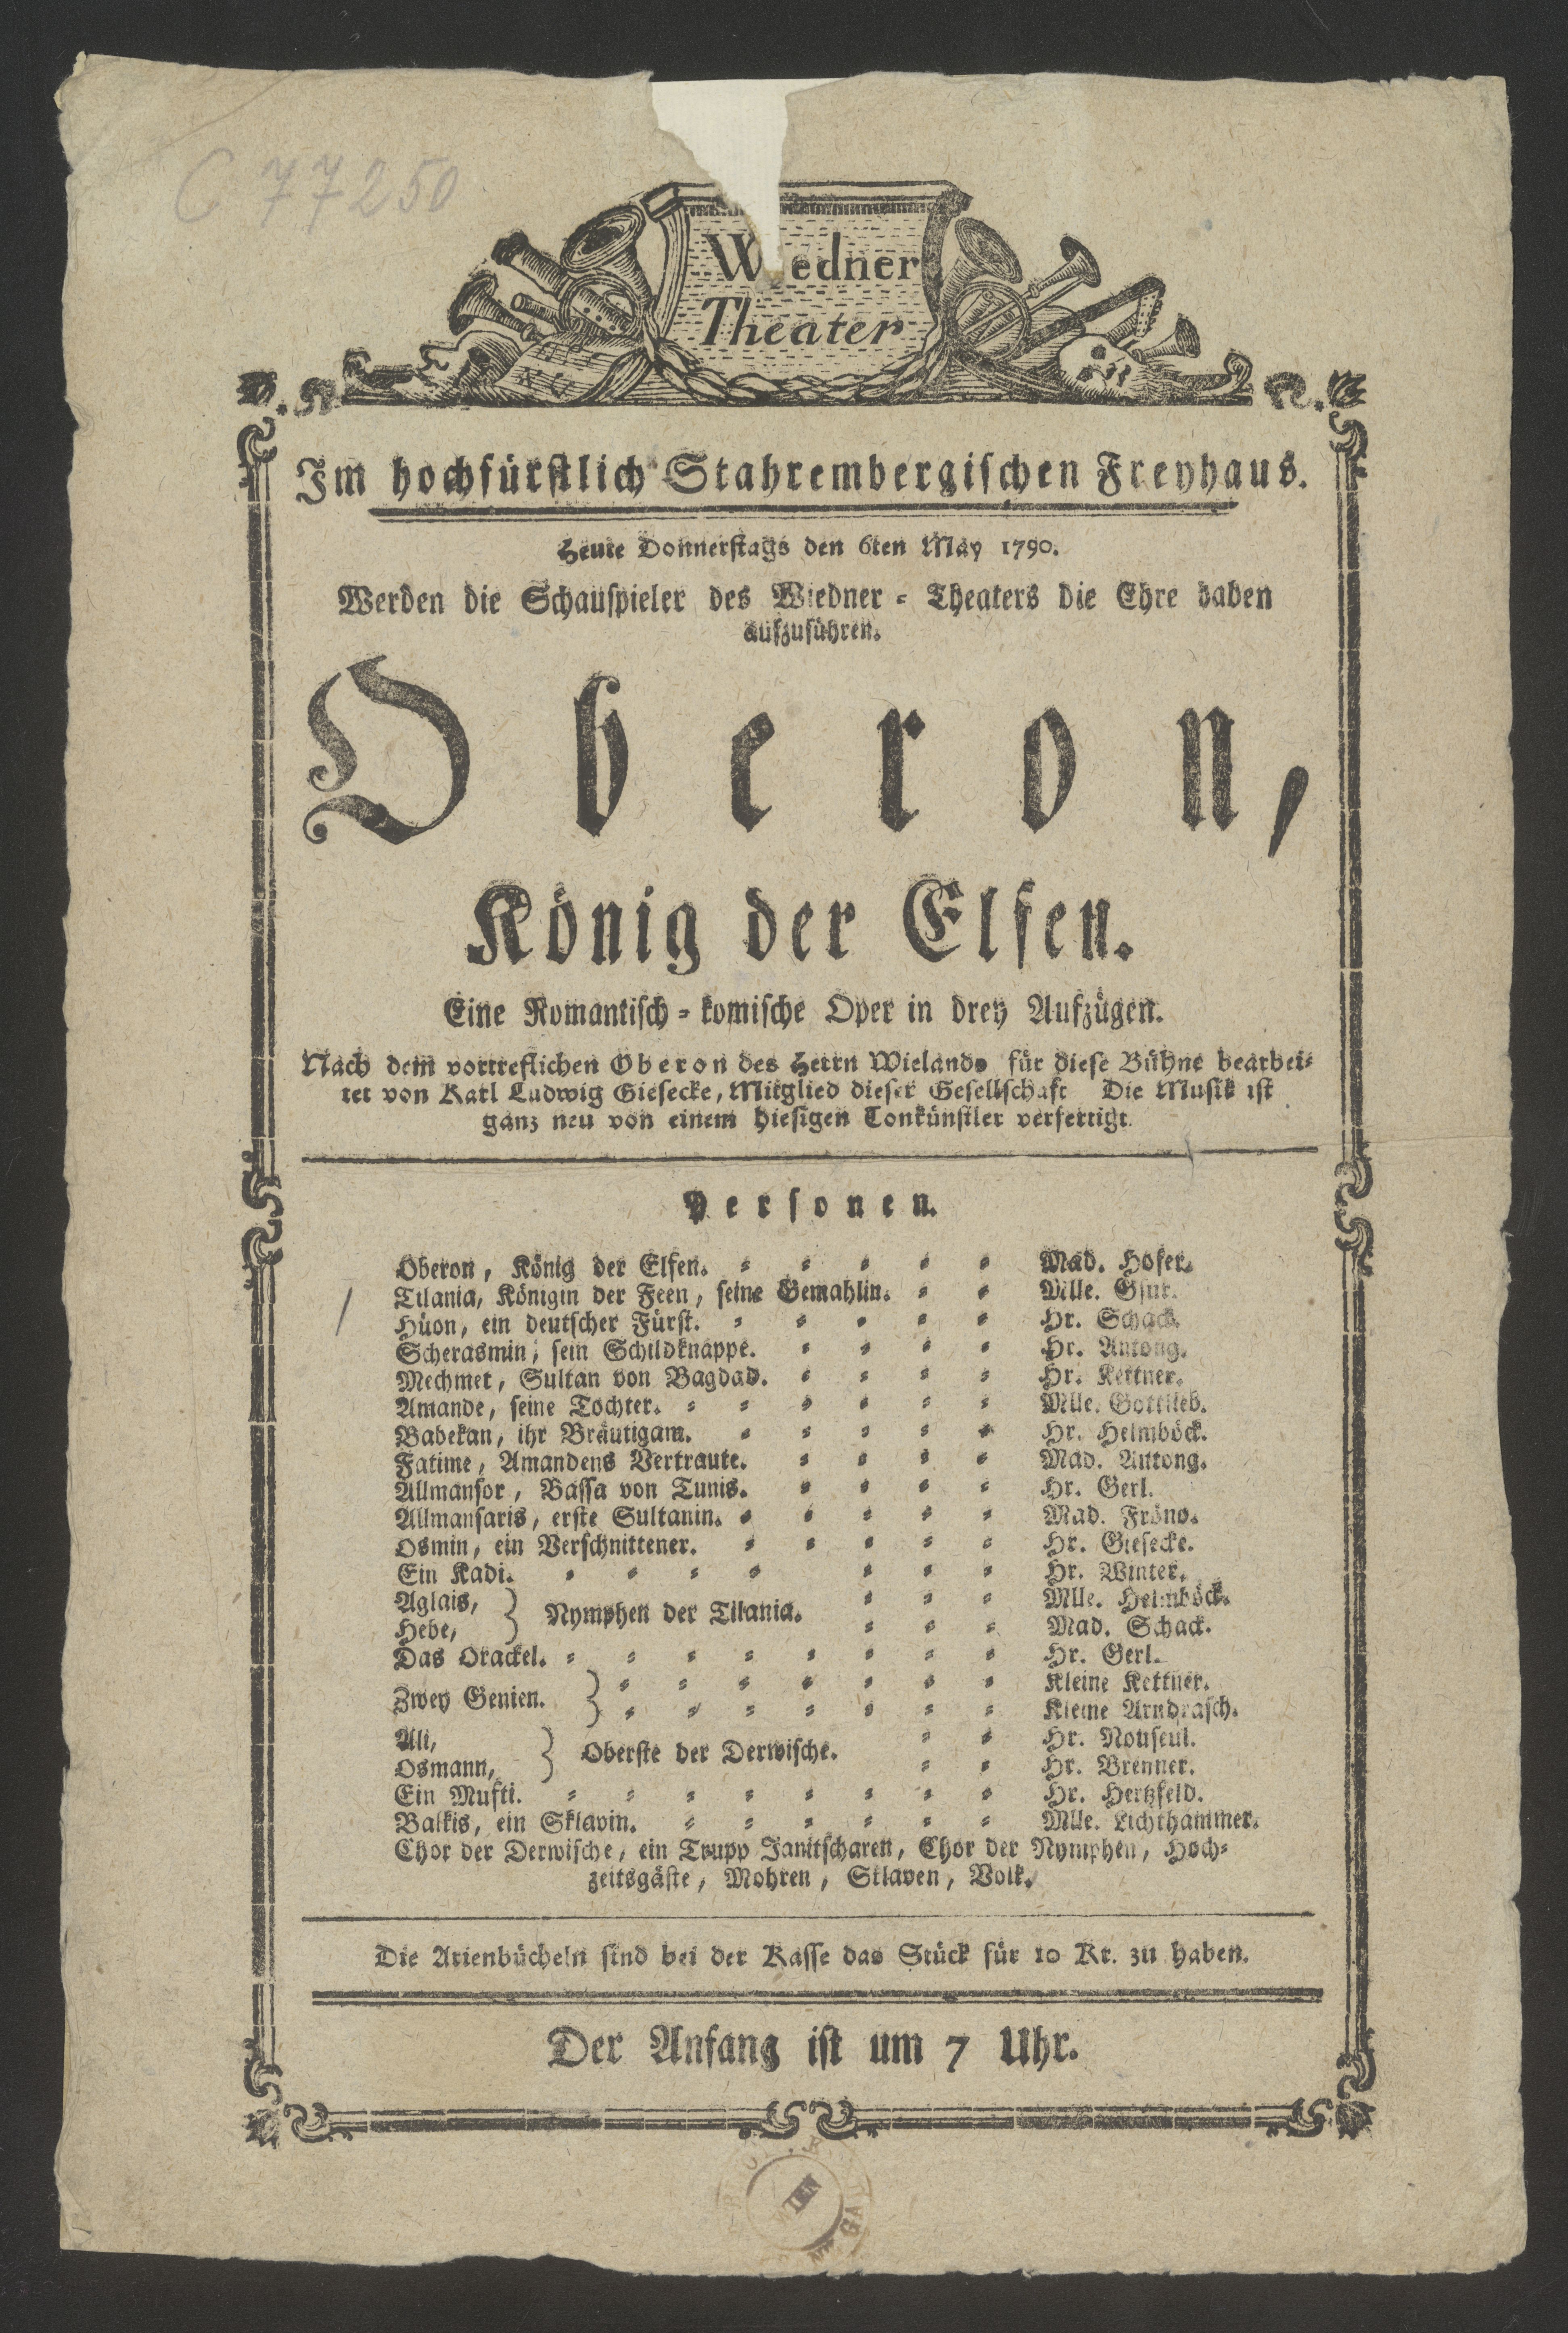 C 77250
Wiedner
Theater
Im hochfürstlich Stahrembergischen Freyhaus.
Heute Donnerstags den 6ten May 1790.
Werden die Schauspieler des Wiedner = Theaters die Ehre haben
aufzuführen.
Oberon,
König der Elfen.
Eine Romantisch = komische Oper in drey Aufzügen.
Nach dem vortreflichen Oberon des Herrn Wielands für diese Bühne bearbei=
tet von Karl Ludwig Giesecke, Mitglied dieser Gesellschaft Die Musik ist
ganz neu von einem hiesigen Tonkünstler verfertigt.
Personen.
Oberon, König der Elfen. = = = = = Mad. Hofer.
Titania, Königin der Feen, seine Gemahlin. = = Mlle. Gsur.
Hüon, ein deutscher Fürst. = = = = = Hr. Schack.
Scherasmin, sein Schildknappe. = = = = Hr. Antong.
Mechmet, Sultan von Bagdad. = = = = Hr. Kettner.
Amande, seine Tochter. = = = = = = Mlle. Gottlieb.
Babekan, ihr Bräutigam. = = = = = Hr. Helmböck.
Fatime, Amandens Vertraute. = = = = Mad. Antong.
Allmansor, Bassa von Tunis. = = = = Hr. Gerl.
Allmansaris, erste Sultanin. = = = = = Mad. Fröno.
Osmin, ein Verschnittener. = = = = = Hr. Giesecke.
Ein Kadi. = = = = = = = Hr. Winter.
Aglais, } Nymphen der Titania. = = = Mlle. Helmböck.
Hebe, = = = Mad. Schack.
Das Orackel. = = = = = = = = Hr. Gerl.
Zwey Genien. } = = = = = = = Kleine Kettner.
= = = = = = = Kleine Arndrasch.
Ali, } Oberste der Derwische. = = Hr. Nouseul.
Osmann, = = Hr. Brenner.
Ein Mufti. = = = = = = = = Hr. Hertzfeld.
Balkis, ein Sklavin. = = = = = = Mlle. Lichthammer.
Chor der Derwische, ein Trupp Janitscharen, Chor der Nymphen, Hoch=
zeitsgäste, Mohren, Sklaven, Volk.
Die Arienbücheln sind bei der Kasse das Stück für 10 Kr. zu haben.
Der Anfang ist um 7 Uhr.